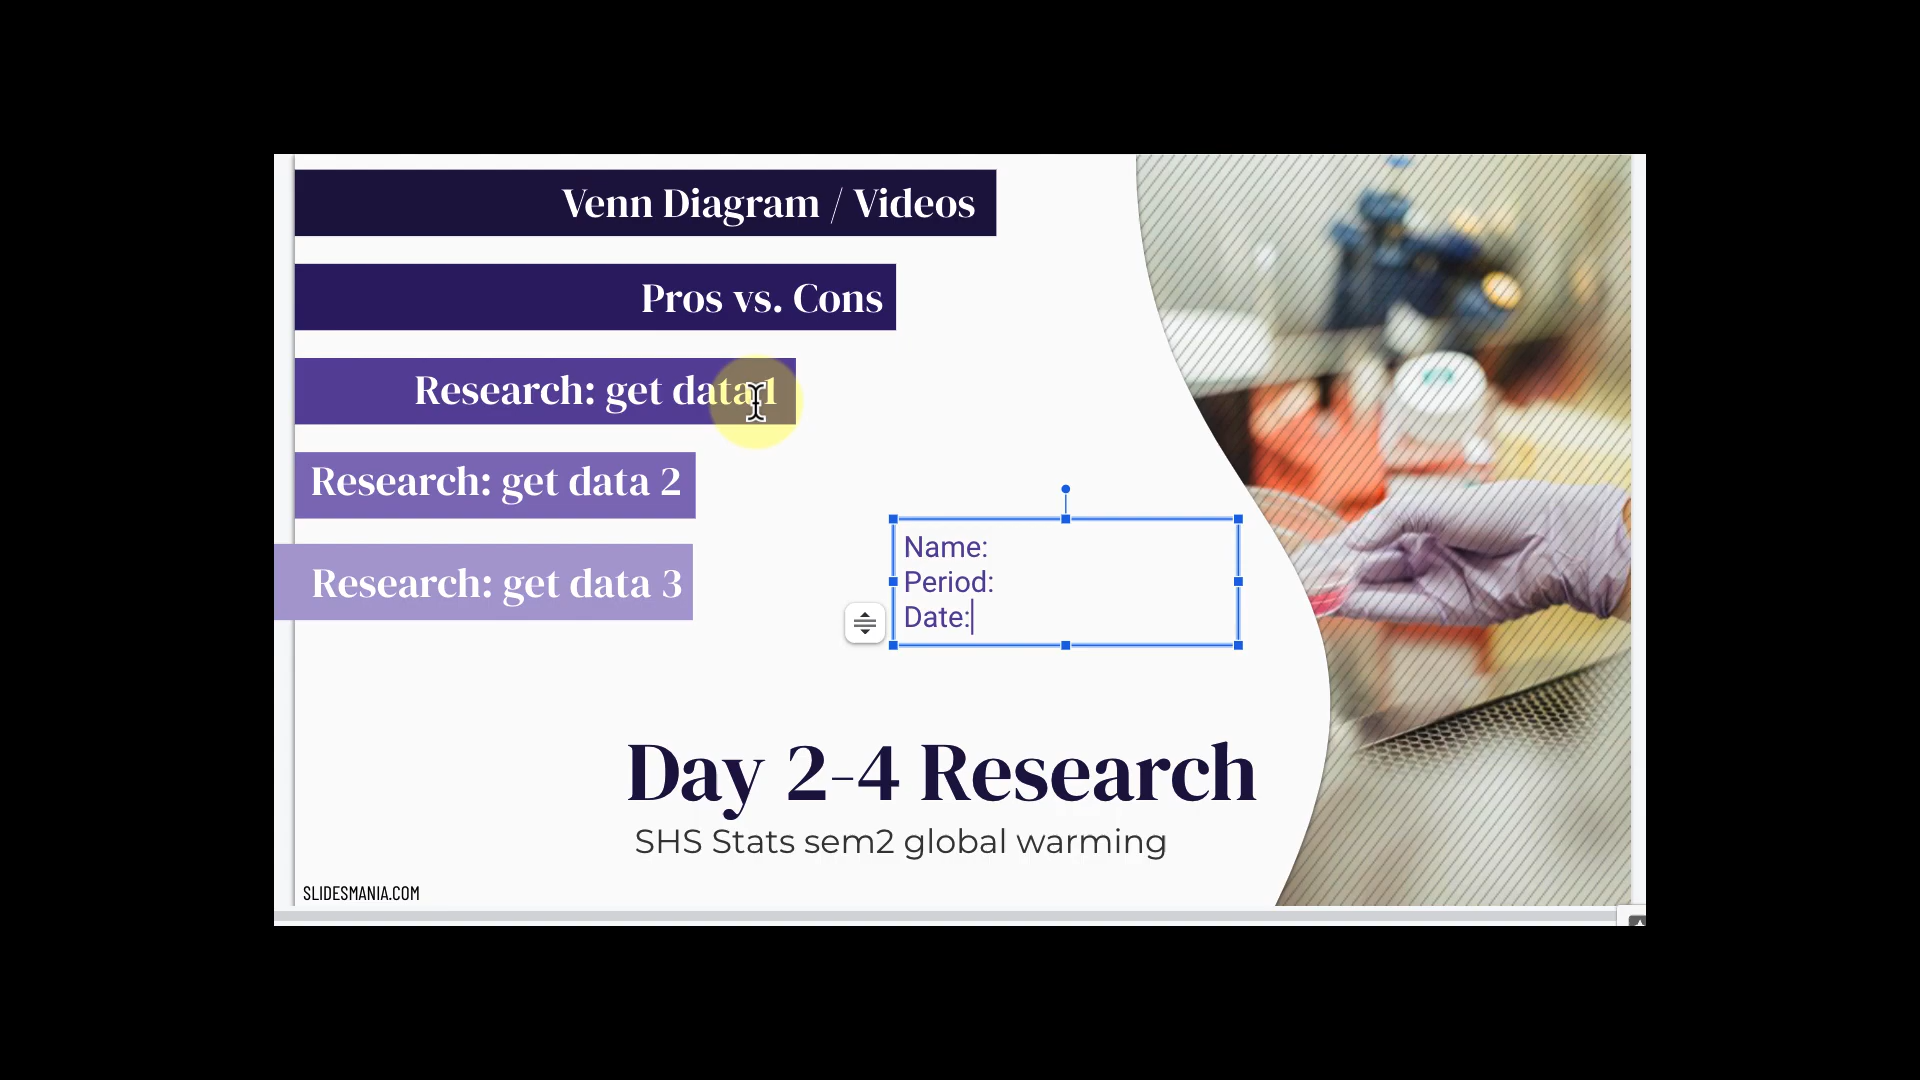 Venn Diagram / Videos
Pros vs. Cons
Research: get data 1
Research: get data 2
Research: get data 3
Name:
Period:
Date:
Day 2-4 Research
SHS Stats sem2 global warming
SLIDESMANIA.COM